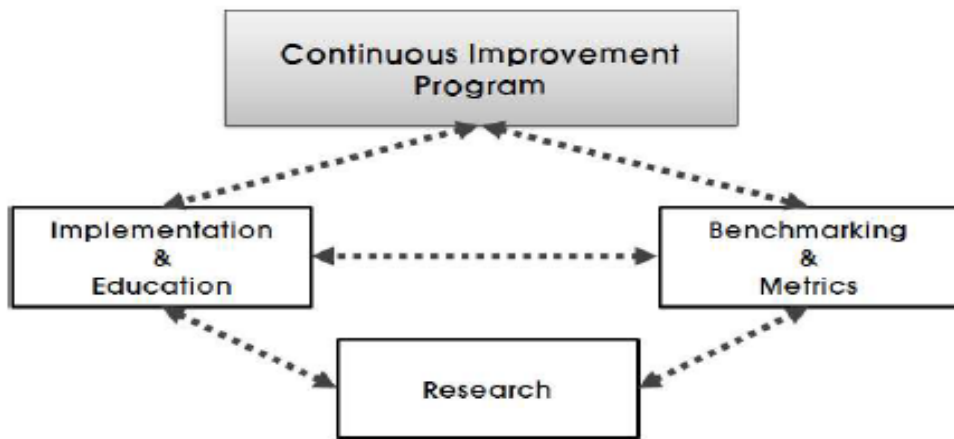 Continuous Improvement
Program
Implementation
&
Education
Benchmarking
&
Metrics
Research